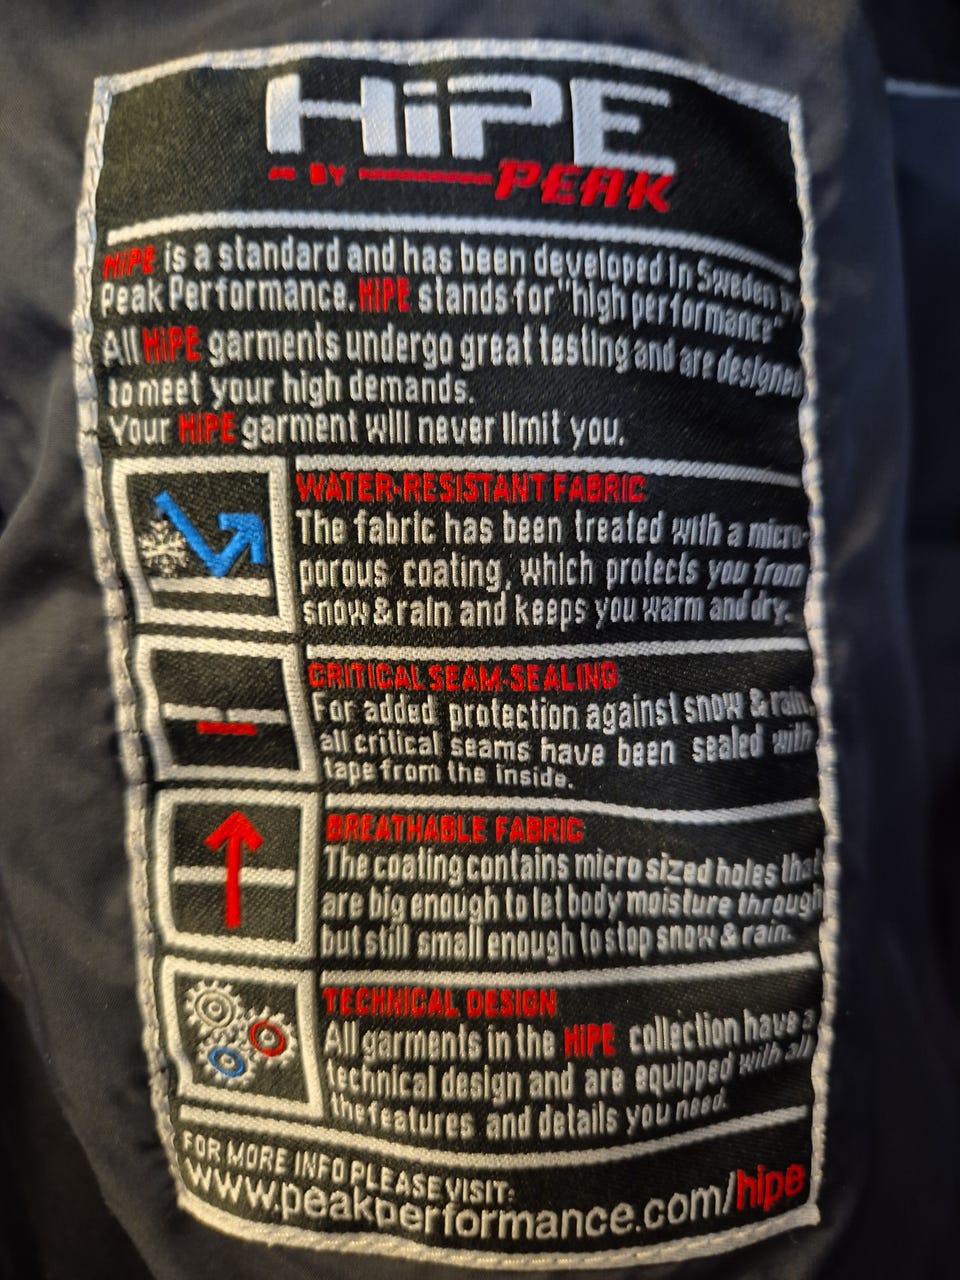 HiPE
BY PEAK
HiPE is a standard and has been developed in Sweden by
Peak Performance. HiPE stands for "high performance"
All HiPE garments undergo great testing and are designed
to meet your high demands.
Your HiPE garment will never limit you.
WATER-RESISTANT FABRIC
The fabric has been treated with a micro-
porous coating, which protects you from
snow & rain and keeps you warm and dry.
CRITICAL SEAM-SEALING
For added protection against snow & rain,
all critical seams have been sealed with
tape from the inside.
BREATHABLE FABRIC
The coating contains micro sized holes that
are big enough to let body moisture through
but still small enough to stop snow & rain.
TECHNICAL DESIGN
All garments in the HiPE collection have a
technical design and are equipped with all
the features and details you need.
FOR MORE INFO PLEASE VISIT:
www.peakperformance.com/hipe